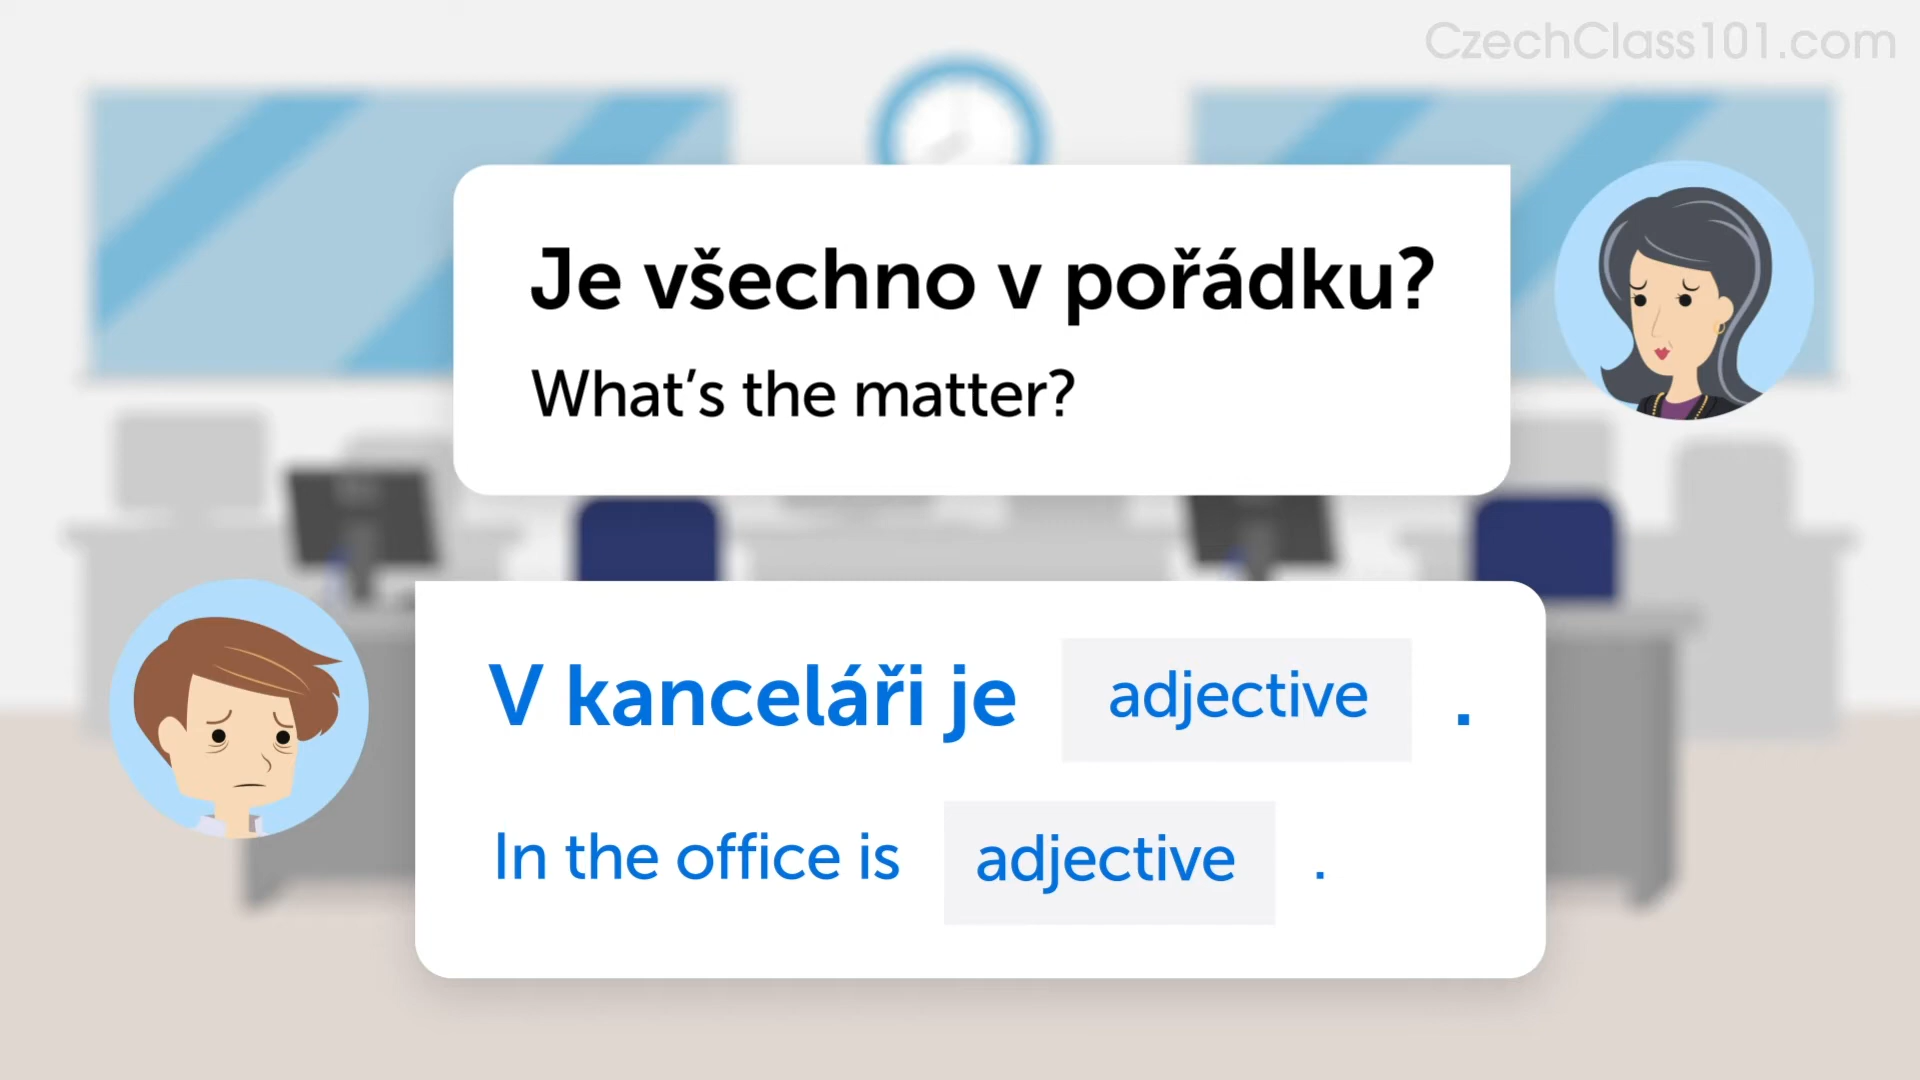 CzechClass101.com
Je všechno v pořádku?
What's the matter?
V kanceláři je adjective .
In the office is adjective .